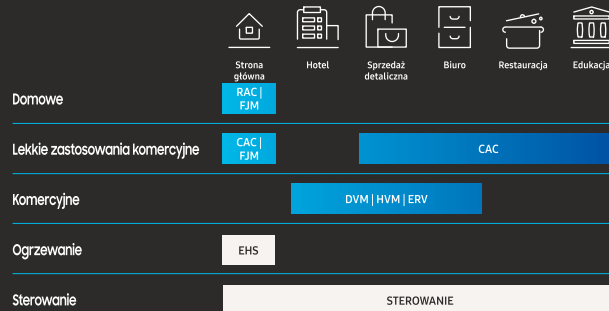 Strona
główna
Hotel
Sprzedaż
detaliczna
Biuro
Restauracja
Edukacja
Domowe
RAC |
FJM
Lekkie zastosowania komercyjne
CAC |
FJM
CAC
Komercyjne
DVM | HVM | ERV
Ogrzewanie
EHS
Sterowanie
STEROWANIE